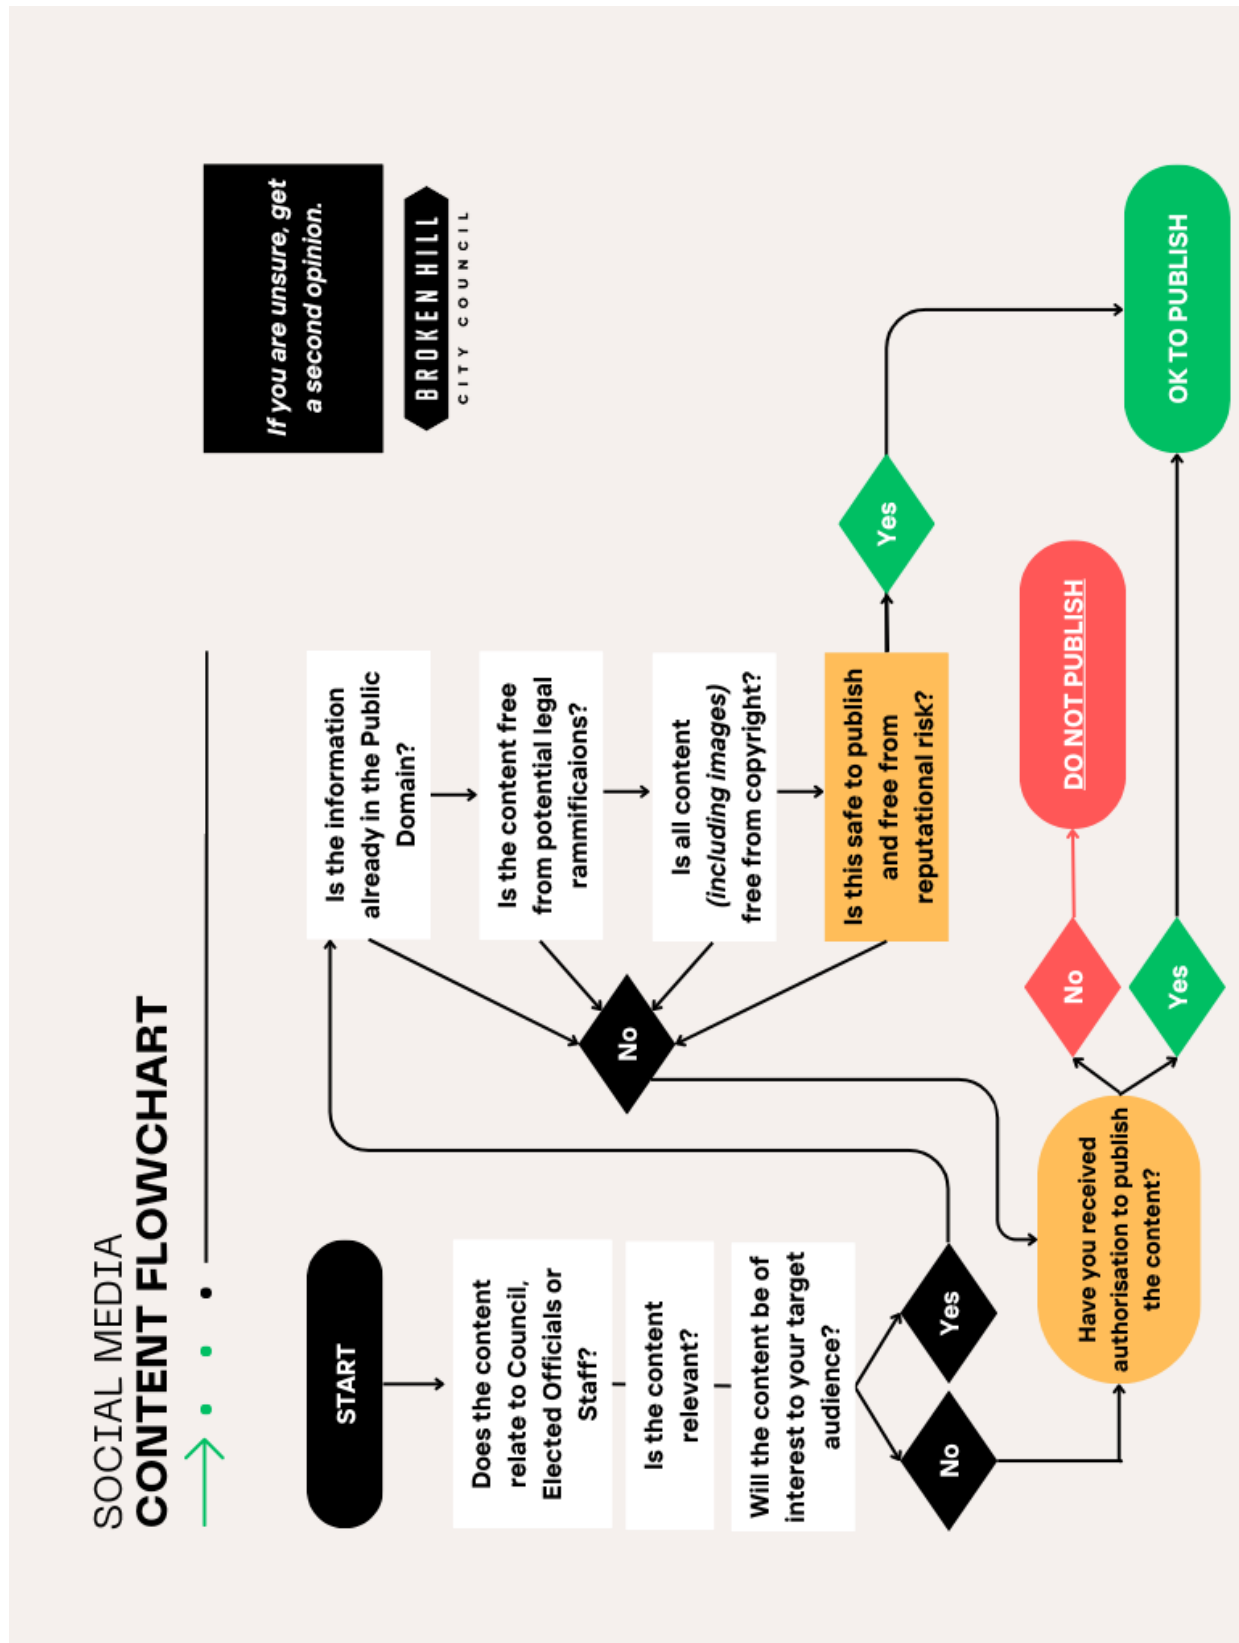 SOCIAL MEDIA
CONTENT FLOWCHART
If you are unsure, get
a second opinion.
BROKEN HILL
CITY COUNCIL
START
Does the content
relate to Council,
Elected Officials or
Staff?
Is the content
relevant?
Will the content be of
interest to your target
audience?
No
Yes
Is the information
already in the Public
Domain?
Is the content free
from potential legal
rammificaions?
Is all content
(including images)
free from copyright?
Is this safe to publish
and free from
reputational risk?
No
Yes
Have you received
authorisation to publish
the content?
No
Yes
DO NOT PUBLISH
OK TO PUBLISH